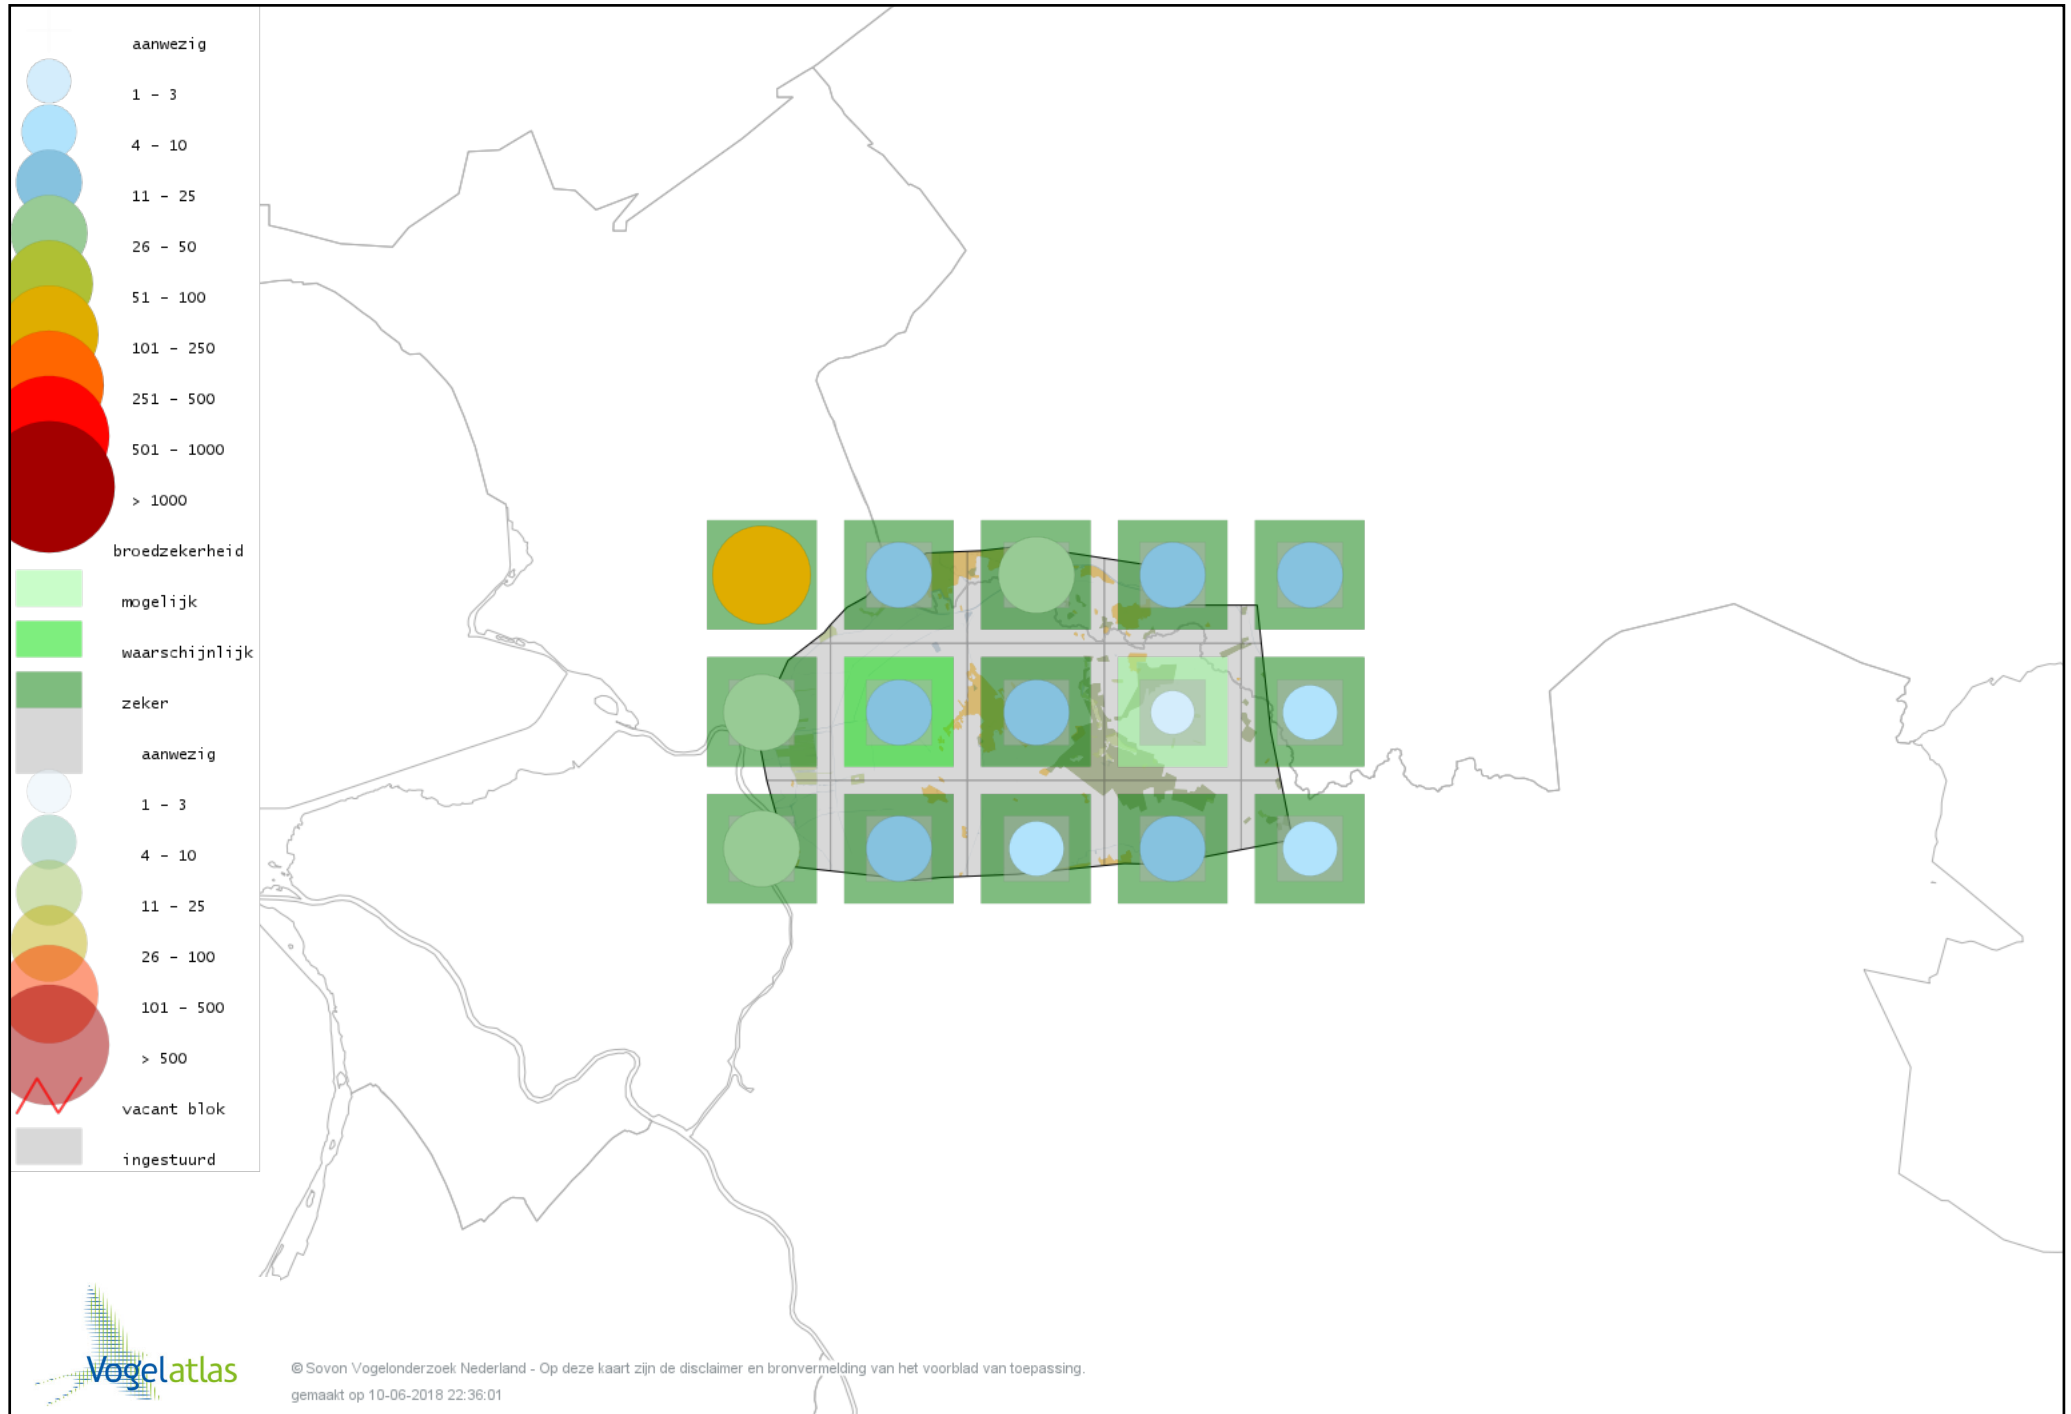 aanwezig
1 - 3
4 - 10
11 - 25
26 - 50
51 - 100
101 - 250
251 - 500
501 - 1000
> 1000
broedzekerheid
mogelijk
waarschijnlijk
zeker
aanwezig
1 - 3
4 - 10
11 - 25
26 - 100
101 - 500
> 500
vacant blok
ingestuurd
Vogelatlas
© Sovon Vogelonderzoek Nederland - Op deze kaart zijn de disclaimer en bronvermelding van het voorblad van toepassing.
gemaakt op 10-06-2018 22:36:01